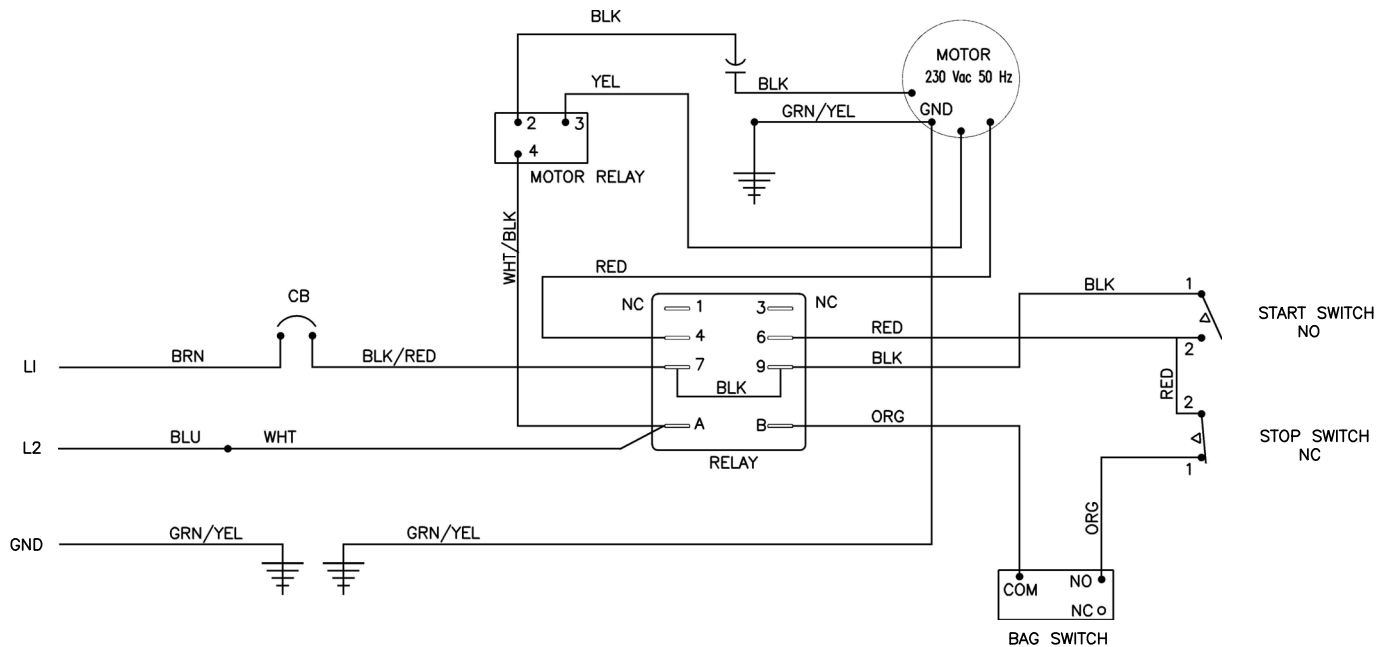 BLK
MOTOR
230 Vac 50 Hz
BLK
YEL
GRN/YEL
GND
2 3
4
MOTOR RELAY
WHT/BLK
RED
NC 1 3 NC
4 6
7 9
BLK
A B
RELAY
CB
L1 BRN BLK/RED
L2 BLU WHT
GND GRN/YEL GRN/YEL
BLK
RED
BLK
ORG
1
2
START SWITCH
NO
RED
2
1
STOP SWITCH
NC
ORG
COM NO
NC
BAG SWITCH